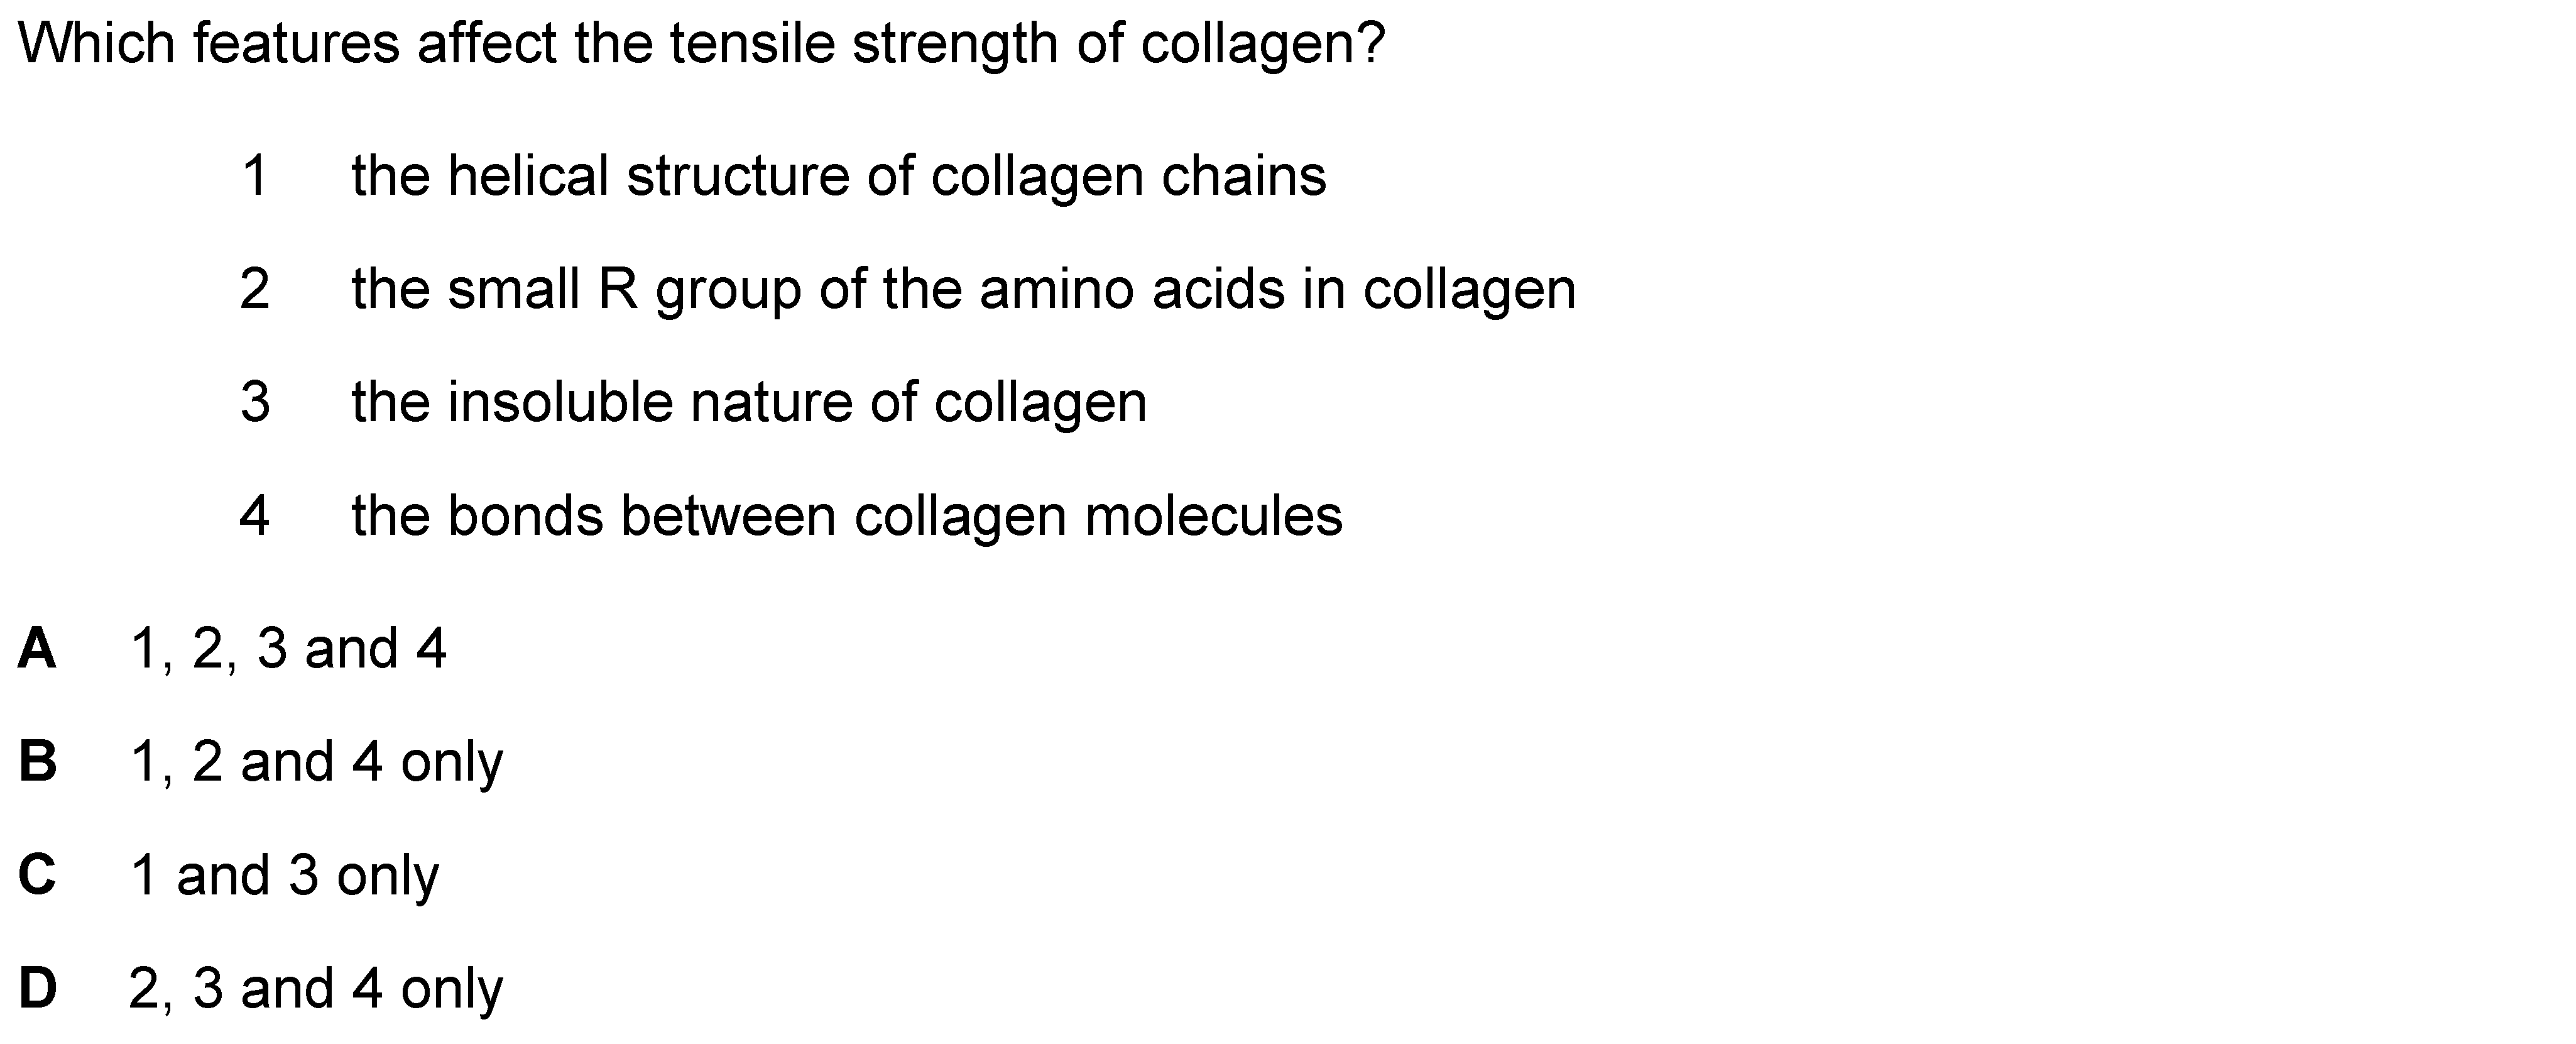 Which features affect the tensile strength of collagen?
1 the helical structure of collagen chains
2 the small R group of the amino acids in collagen
3 the insoluble nature of collagen
4 the bonds between collagen molecules
A 1, 2, 3 and 4
B 1, 2 and 4 only
C 1 and 3 only
D 2, 3 and 4 only